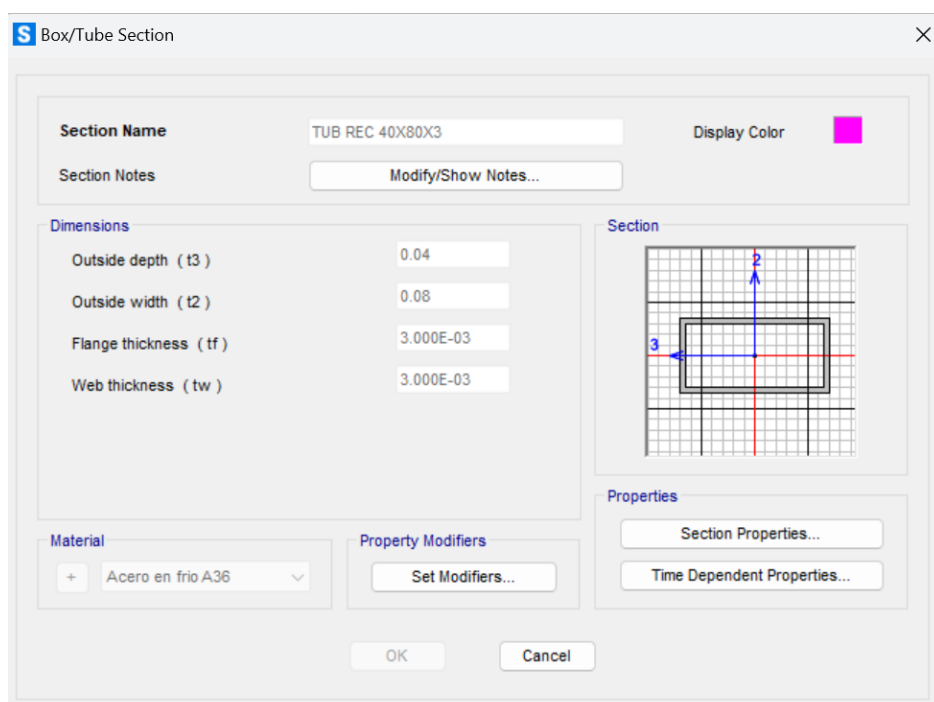 S Box/Tube Section
Section Name TUB REC 40X80X3 Display Color
Section Notes Modify/Show Notes...
Dimensions
Outside depth ( t3 ) 0.04
Outside width ( t2 ) 0.08
Flange thickness ( tf ) 3.000E-03
Web thickness ( tw ) 3.000E-03
Section
2
3
Properties
Section Properties...
Time Dependent Properties...
Material
+ Acero en frio A36
Property Modifiers
Set Modifiers...
OK Cancel